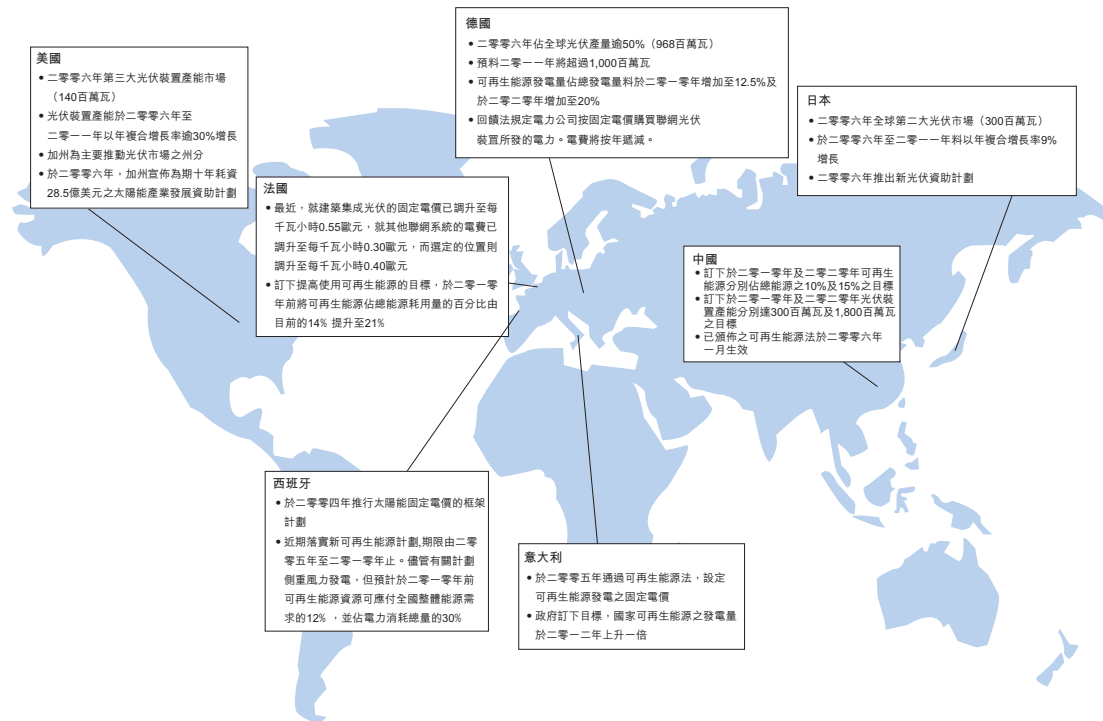 美國
• 二零零六年第三大光伏裝置產能市場
（140百萬瓦）
• 光伏裝置產能於二零零六年至
二零一一年以年複合增長率逾30%增長
• 加州為主要推動光伏市場之州分
• 於二零零六年，加州宣佈為期十年耗資
28.5億美元之太陽能產業發展資助計劃
德國
• 二零零六年佔全球光伏產量逾50%（968百萬瓦）
• 預料二零一一年將超過1,000百萬瓦
• 可再生能源發電量佔總發電量料於二零一零年增加至12.5%及
於二零二零年增加至20%
• 回饋法規定電力公司按固定電價購買聯網光伏
裝置所發的電力。電費將按年遞減。
日本
• 二零零六年全球第二大光伏市場（300百萬瓦）
• 於二零零六年至二零一一年料以年複合增長率9%
增長
• 二零零六年推出新光伏資助計劃
法國
• 最近，就建築集成光伏的固定電價已調升至每
千瓦小時0.55歐元，就其他聯網系統的電費已
調升至每千瓦小時0.30歐元，而選定的位置則
調升至每千瓦小時0.40歐元
• 訂下提高使用可再生能源的目標，於二零一零
年前將可再生能源佔總能源耗用量的百分比由
目前的14% 提升至21%
中國
• 訂下於二零一零年及二零二零年可再生
能源分別佔總能源之10%及15%之目標
• 訂下於二零一零年及二零二零年光伏裝
置產能分別達300百萬瓦及1,800百萬瓦
之目標
• 已頒佈之可再生能源法於二零零六年
一月生效
西班牙
• 於二零零四年推行太陽能固定電價的框架
計劃
• 近期落實新可再生能源計劃,期限由二零
零五年至二零一零年止。儘管有關計劃
側重風力發電，但預計於二零一零年前
可再生能源資源可應付全國整體能源需
求的12% ，並佔電力消耗總量的30%
意大利
• 於二零零五年通過可再生能源法，設定
可再生能源發電之固定電價
• 政府訂下目標，國家可再生能源之發電量
於二零一二年上升一倍